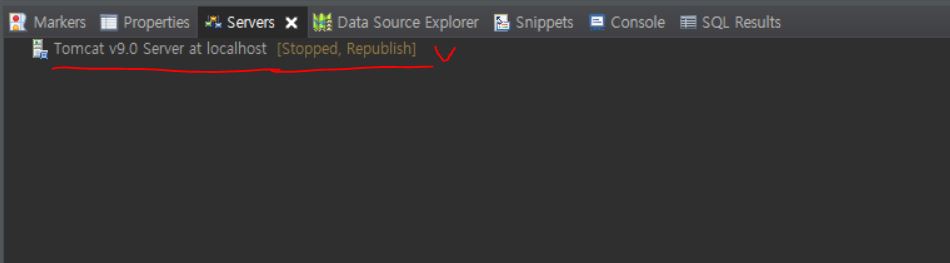 Markers Properties Servers Data Source Explorer Snippets Console SQL Results
Tomcat v9.0 Server at localhost [Stopped, Republish]